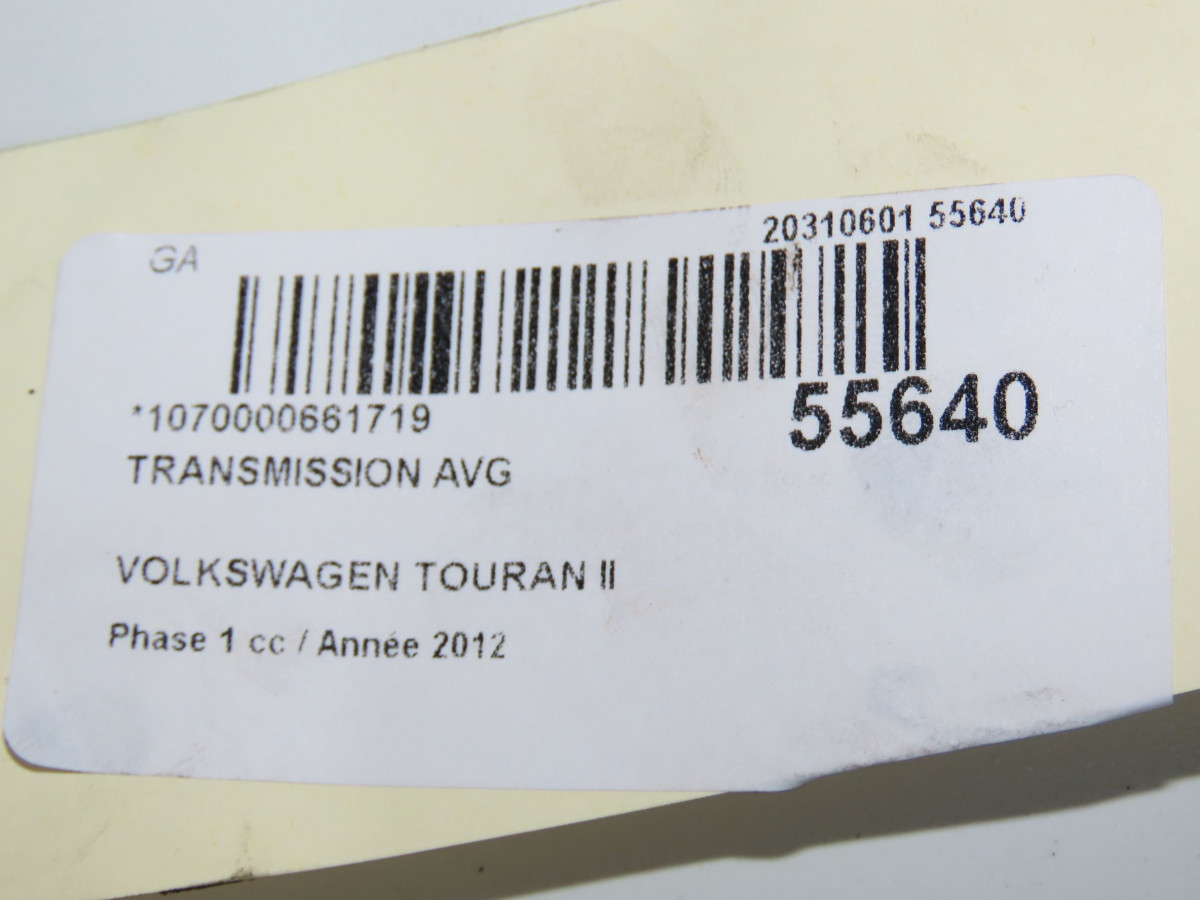 GA
20310601 55640
*1070000661719
55640
TRANSMISSION AVG
VOLKSWAGEN TOURAN II
Phase 1 cc / Année 2012